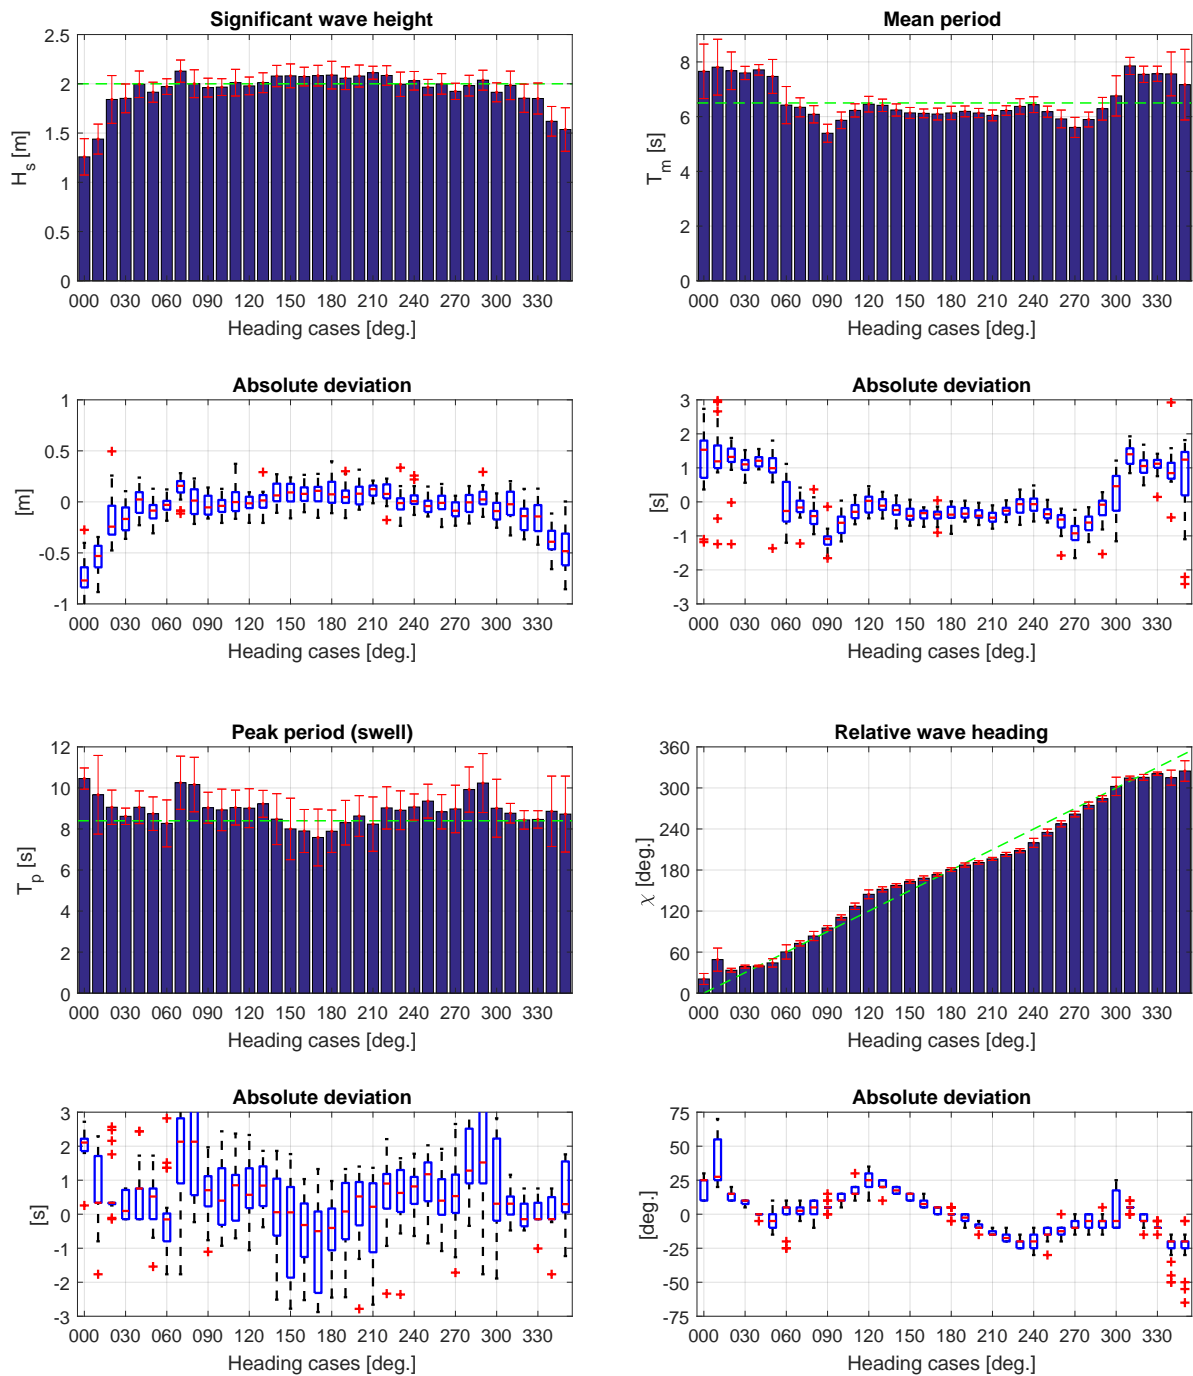 Significant wave height
2.5
2
1.5
1
0.5
0
H_s [m]
000 030 060 090 120 150 180 210 240 270 300 330
Heading cases [deg.]
Mean period
8
6
4
2
0
T_m [s]
000 030 060 090 120 150 180 210 240 270 300 330
Heading cases [deg.]
Absolute deviation
1
0.5
0
-0.5
-1
[m]
000 030 060 090 120 150 180 210 240 270 300 330
Heading cases [deg.]
Absolute deviation
3
2
1
0
-1
-2
-3
[s]
000 030 060 090 120 150 180 210 240 270 300 330
Heading cases [deg.]
Peak period (swell)
12
10
8
6
4
2
0
T_p [s]
000 030 060 090 120 150 180 210 240 270 300 330
Heading cases [deg.]
Relative wave heading
360
300
240
180
120
60
0
χ [deg.]
000 030 060 090 120 150 180 210 240 270 300 330
Heading cases [deg.]
Absolute deviation
3
2
1
0
-1
-2
-3
[s]
000 030 060 090 120 150 180 210 240 270 300 330
Heading cases [deg.]
Absolute deviation
75
50
25
0
-25
-50
-75
[deg.]
000 030 060 090 120 150 180 210 240 270 300 330
Heading cases [deg.]